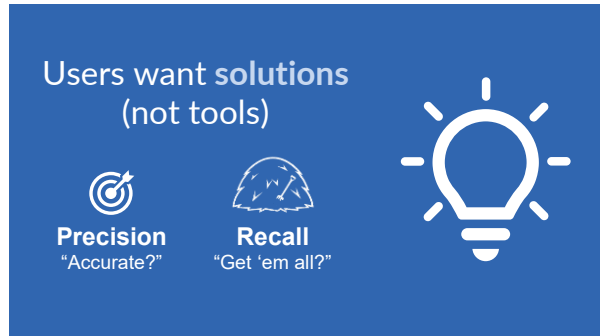 Users want solutions
(not tools)
Precision
"Accurate?"
Recall
"Get ‘em all?"